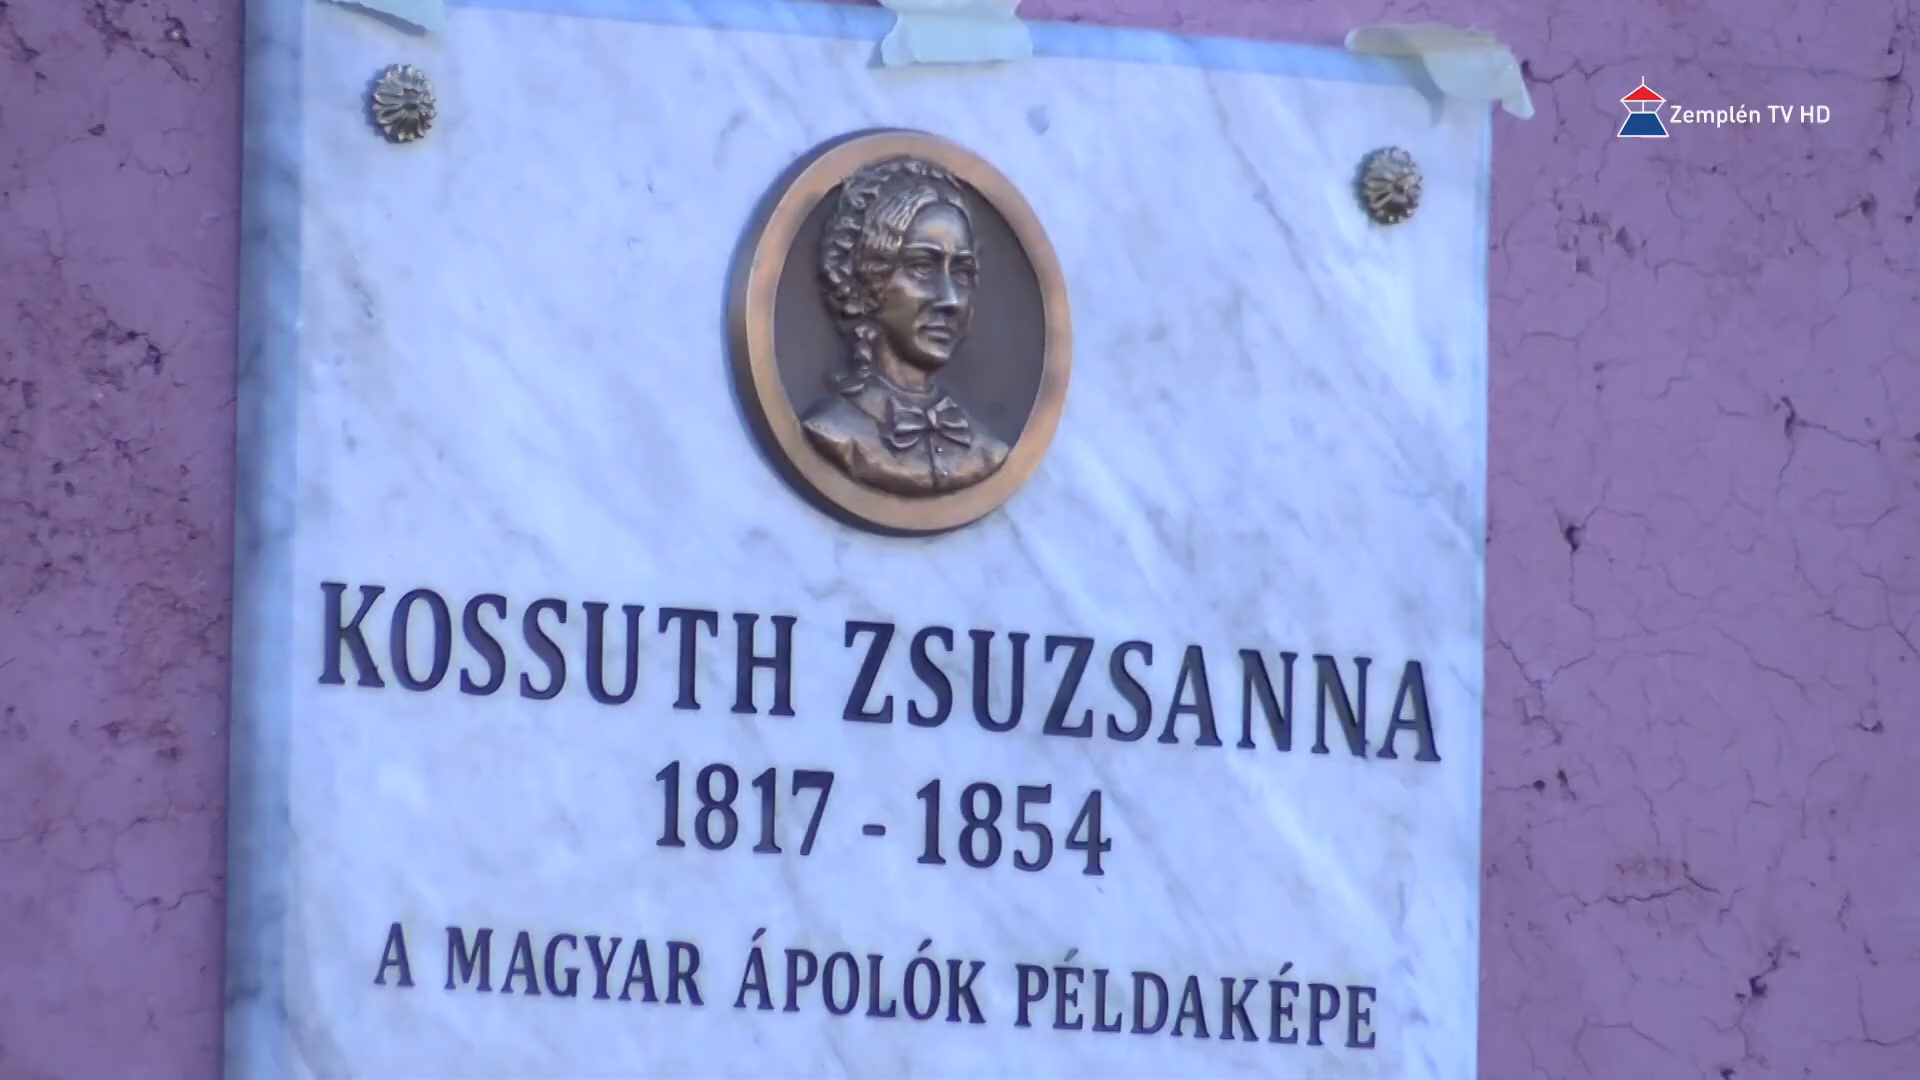 Zemplén TV HD
KOSSUTH ZSUZSANNA
1817 - 1854
A MAGYAR ÁPOLÓK PÉLDAKÉPE